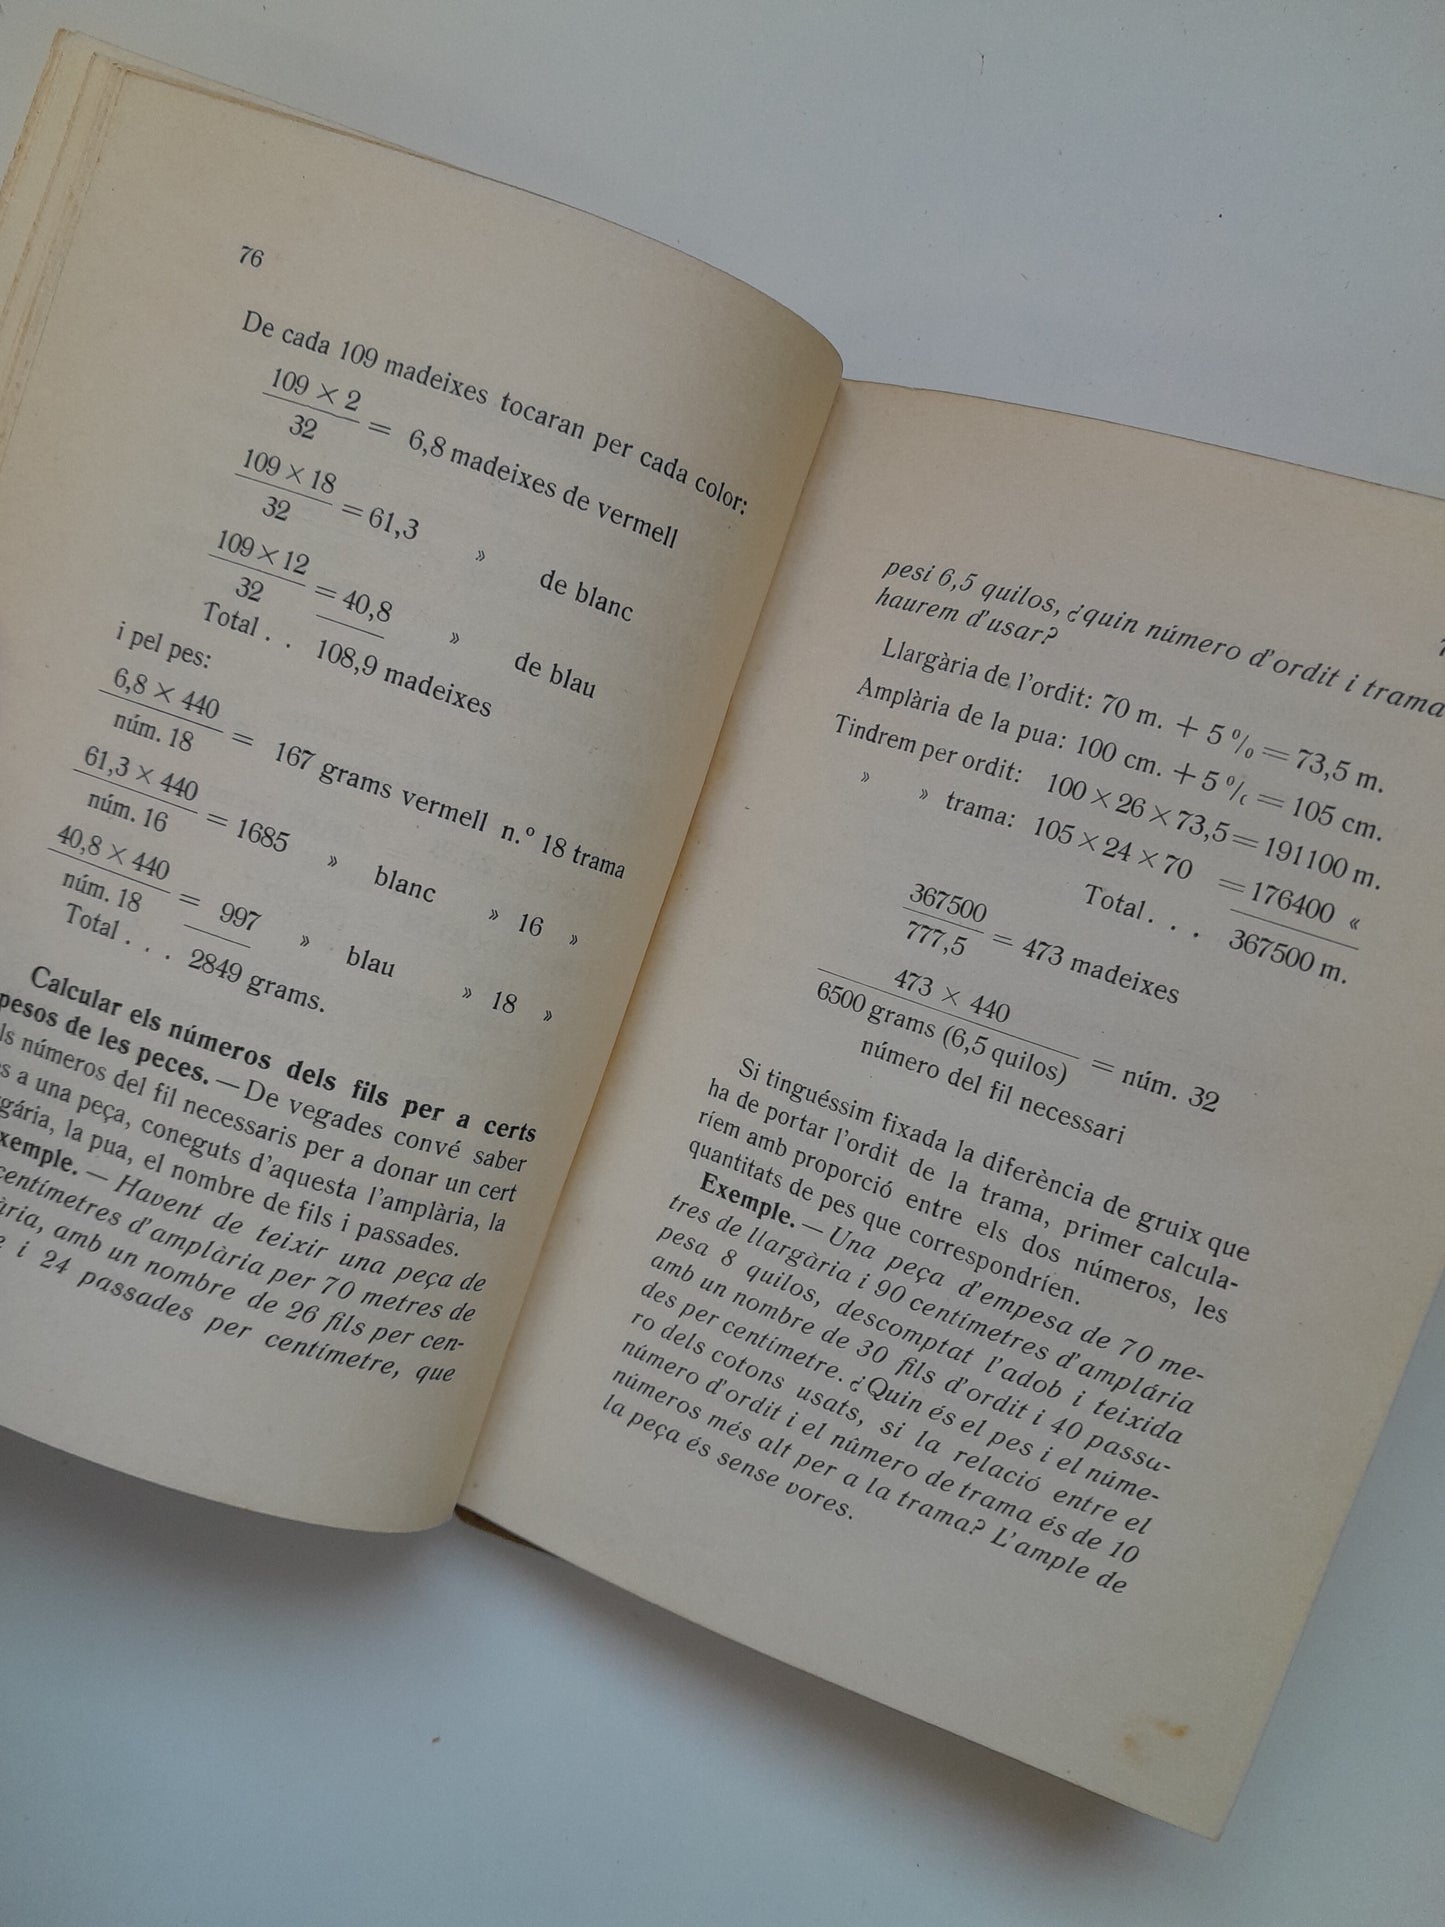 76
De cada 109 madeixes tocaran per cada color:
109 × 2
32
= 6,8 madeixes de vermell
109 × 18
32
= 61,3 » de blanc
109 × 12
32
= 40,8 » de blau
Total . . 108,9 madeixes
i pel pes:
6,8 × 440
núm. 18
= 167 grams vermell n.º 18 trama
61,3 × 440
núm. 16
= 1685 » blanc » 16 »
40,8 × 440
núm. 18
= 997 » blau » 18 »
Total . . . 2849 grams.
Calcular els números dels fils per a certs
pesos de les peces. — De vegades convé saber
ls números del fil necessaris per a donar un cert
s a una peça, coneguts d'aquesta l'amplària, la
gária, la pua, el nombre de fils i passades.
xemple. — Havent de teixir una peça de
centímetres d'amplària per 70 metres de
ària, amb un nombre de 26 fils per cen-
e i 24 passades per centímetre, que
pesi 6,5 quilos, ¿quin número d'ordit i trama
haurem d'usar?
Llargària de l'ordit: 70 m. + 5 % = 73,5 m.
Amplària de la pua: 100 cm. + 5 % = 105 cm.
Tindrem per ordit: 100 × 26 × 73,5 = 191100 m.
» » trama: 105 × 24 × 70 = 176400 «
Total. . . 367500 m.
367500
777,5
= 473 madeixes
473 × 440
6500 grams (6,5 quilos)
= núm. 32
número del fil necessari
Si tinguéssim fixada la diferència de gruix que
ha de portar l'ordit de la trama, primer calcula-
ríem amb proporció entre els dos números, les
quantitats de pes que correspondríen.
Exemple. — Una peça d'empesa de 70 me-
tres de llargària i 90 centímetres d'amplária
pesa 8 quilos, descomptat l'adob i teixida
amb un nombre de 30 fils d'ordit i 40 passu-
des per centímetre. ¿Quin és el pes i el núme-
ro dels cotons usats, si la relació entre el
número d'ordit i el número de trama és de 10
números més alt per a la trama? L'ample de
la peça és sense vores.